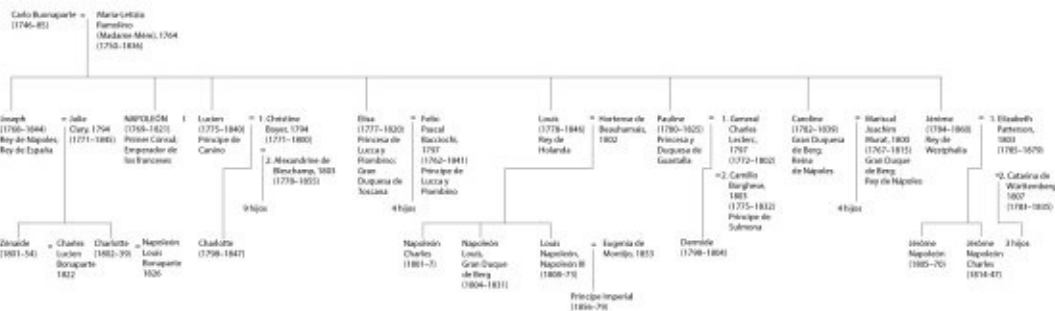 Carlo Buonaparte =
(1746–85)
Maria-Letizia
Ramolino
(Madame Mère), 1764
(1750–1836)
Joseph =
(1768–1844)
Rey de Nápoles,
Rey de España
Julie
Clary, 1794
(1771–1845)
NAPOLEÓN
(1769–1821)
Primer Cónsul,
Emperador de
los franceses
Lucien =
(1775–1840)
Príncipe de
Canino
1. Christine
Boyer, 1794
(1771–1800)
=
2. Alexandrine de
Bleschamp, 1803
(1778–1855)
9 hijos
Elisa =
(1777–1820)
Princesa de
Lucca y
Piombino;
Gran
Duquesa de
Toscana
Felix
Pascal
Bacciochi,
1797
(1762–1841)
Príncipe de
Lucca y
Piombino
4 hijos
Louis =
(1778–1846)
Rey de
Holanda
Hortense de
Beauharnais,
1802
Pauline =
(1780–1825)
Princesa y
Duquesa de
Guastalla
1. General
Charles
Leclerc,
1797
(1772–1802)
=2. Camillo
Borghese,
1803
(1775–1832)
Príncipe de
Sulmona
Caroline =
(1782–1839)
Gran Duquesa
de Berg;
Reina
de Nápoles
Mariscal
Joachim
Murat, 1800
(1767–1815)
Gran Duque
de Berg;
Rey de Nápoles
4 hijos
Jérôme =
(1784–1860)
Rey de
Westphalia
1. Elizabeth
Patterson,
1803
(1785–1879)
=2. Catarina de
Württemberg
1807
(1783–1835)
Zénaïde =
(1801–54)
Charles
Lucien
Bonaparte
1822
Charlotte =
(1802–39)
Napoleón
Louis
Bonaparte
1826
Charlotte
(1796–1847)
Napoleón
Charles
(1801–7)
Napoleón
Louis,
Gran Duque
de Berg
(1804–1831)
Louis =
Napoleón,
Napoleón III
(1808–73)
Eugenia de
Montijo, 1853
Príncipe Imperial
(1856–79)
Dermide
(1798–1804)
Jérôme
Napoleón
(1805–70)
Jérôme
Napoleón
Charles
(1814–47)
3 hijos